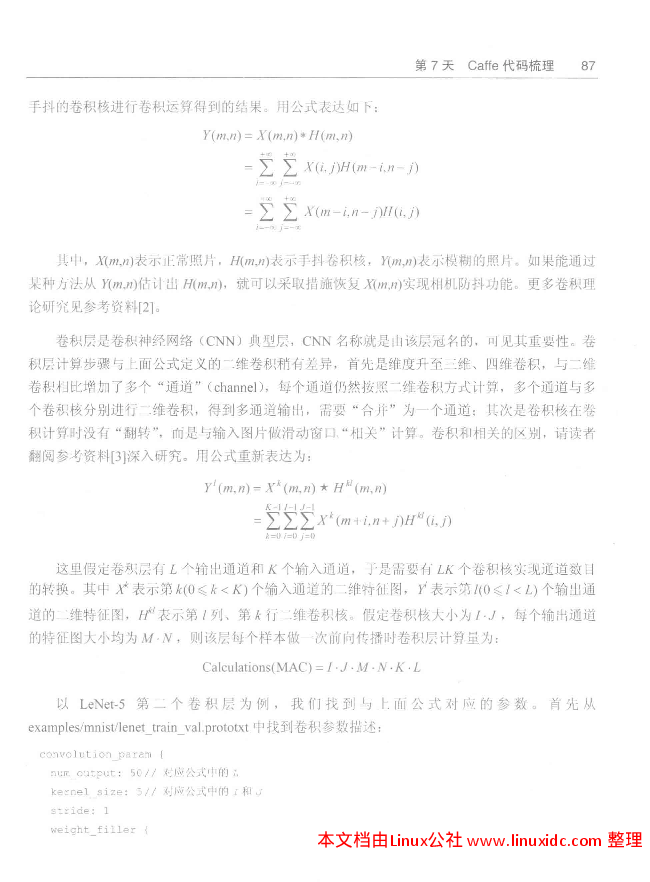 第 7 天 Caffe 代码梳理 87
手抖的卷积核进行卷积运算得到的结果。用公式表达如下：
Y(m,n) = X(m,n) * H(m,n)
= \sum_{i=-∞}^{+∞} \sum_{j=-∞}^{+∞} X(i, j)H(m−i,n−j)
= \sum_{i=-∞}^{+∞} \sum_{j=-∞}^{+∞} X(m−i,n−j)H(i, j)
其中，X(m,n)表示正常照片，H(m,n)表示手抖卷积核，Y(m,n)表示模糊的照片。如果能通过
某种方法从 Y(m,n)估计出 H(m,n)，就可以采取措施恢复 X(m,n)实现相机防抖功能。更多卷积理
论研究见参考资料[2]。
卷积层是卷积神经网络（CNN）典型层，CNN 名称就是由该层冠名的，可见其重要性。卷
积层计算步骤与上面公式定义的二维卷积稍有差异，首先是维度升至三维、四维卷积，与二维
卷积相比增加了多个“通道”（channel），每个通道仍然按照二维卷积方式计算，多个通道与多
个卷积核分别进行二维卷积，得到多通道输出，需要“合并”为一个通道；其次是卷积核在卷
积计算时没有“翻转”，而是与输入图片做滑动窗口“相关”计算。卷积和相关的区别，请读者
翻阅参考资料[3]深入研究。用公式重新表达为：
Y^l (m,n) = X^k (m,n) ★ H^{kl} (m,n)
= \sum_{k=0}^{K−1} \sum_{i=0}^{I−1} \sum_{j=0}^{J−1} X^k (m+i,n+j)H^{kl} (i, j)
这里假定卷积层有 L 个输出通道和 K 个输入通道，于是需要有 LK 个卷积核实现通道数目
的转换。其中 X^k 表示第 k(0≤k<K) 个输入通道的二维特征图，Y^l 表示第 l(0≤l<L) 个输出通
道的二维特征图，H^{kl} 表示第 l 列、第 k 行二维卷积核。假定卷积核大小为 I·J，每个输出通道
的特征图大小均为 M·N，则该层每个样本做一次前向传播时卷积层计算量为：
Calculations(MAC) = I·J·M·N·K·L
以 LeNet-5 第二个卷积层为例，我们找到与上面公式对应的参数。首先从
examples/mnist/lenet_train_val.prototxt 中找到卷积参数描述：
convolution_param {
num_output: 50// 对应公式中的 L
kernel_size: 5// 对应公式中的 I 和 J
stride: 1
weight_filler {
本文档由Linux公社 www.linuxidc.com 整理